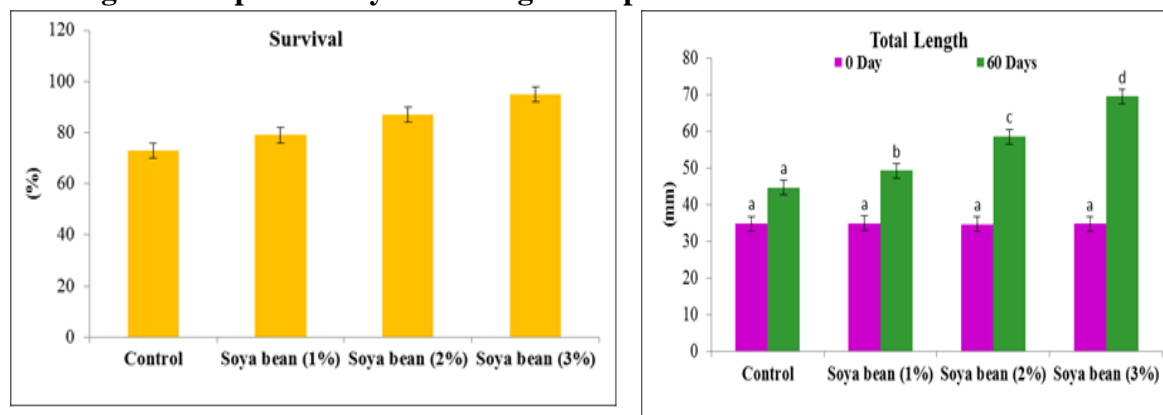 Survival
120
100
80
60
40
20
0
(%)
Control Soya bean (1%) Soya bean (2%) Soya bean (3%)
Total Length
0 Day 60 Days
80
70
60
50
40
30
20
10
0
(mm)
a a a b a c a d
Control Soya bean (1%) Soya bean (2%) Soya bean (3%)